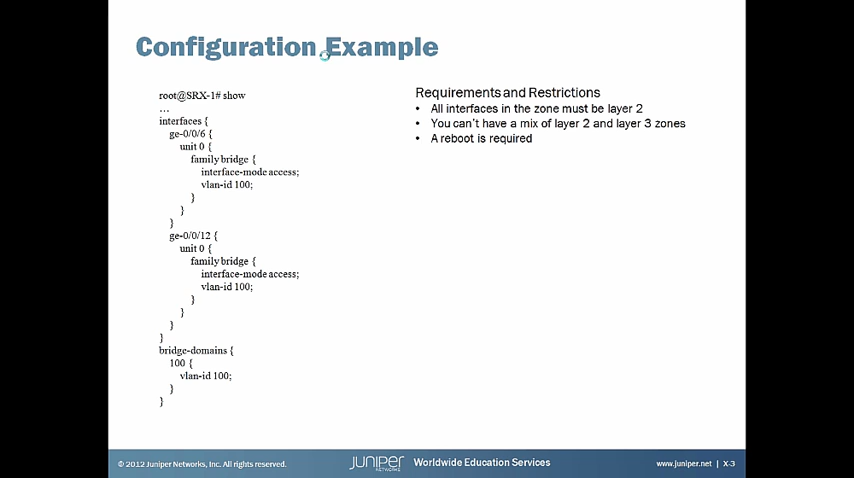 Configuration Example
root@SRX-1# show
...
interfaces {
ge-0/0/6 {
unit 0 {
family bridge {
interface-mode access;
vlan-id 100;
}
}
}
ge-0/0/12 {
unit 0 {
family bridge {
interface-mode access;
vlan-id 100;
}
}
}
}
bridge-domains {
100 {
vlan-id 100;
}
}
Requirements and Restrictions
• All interfaces in the zone must be layer 2
• You can't have a mix of layer 2 and layer 3 zones
• A reboot is required
© 2012 Juniper Networks, Inc. All rights reserved.
JUNIPER
NETWORKS
Worldwide Education Services
www.juniper.net | X-3